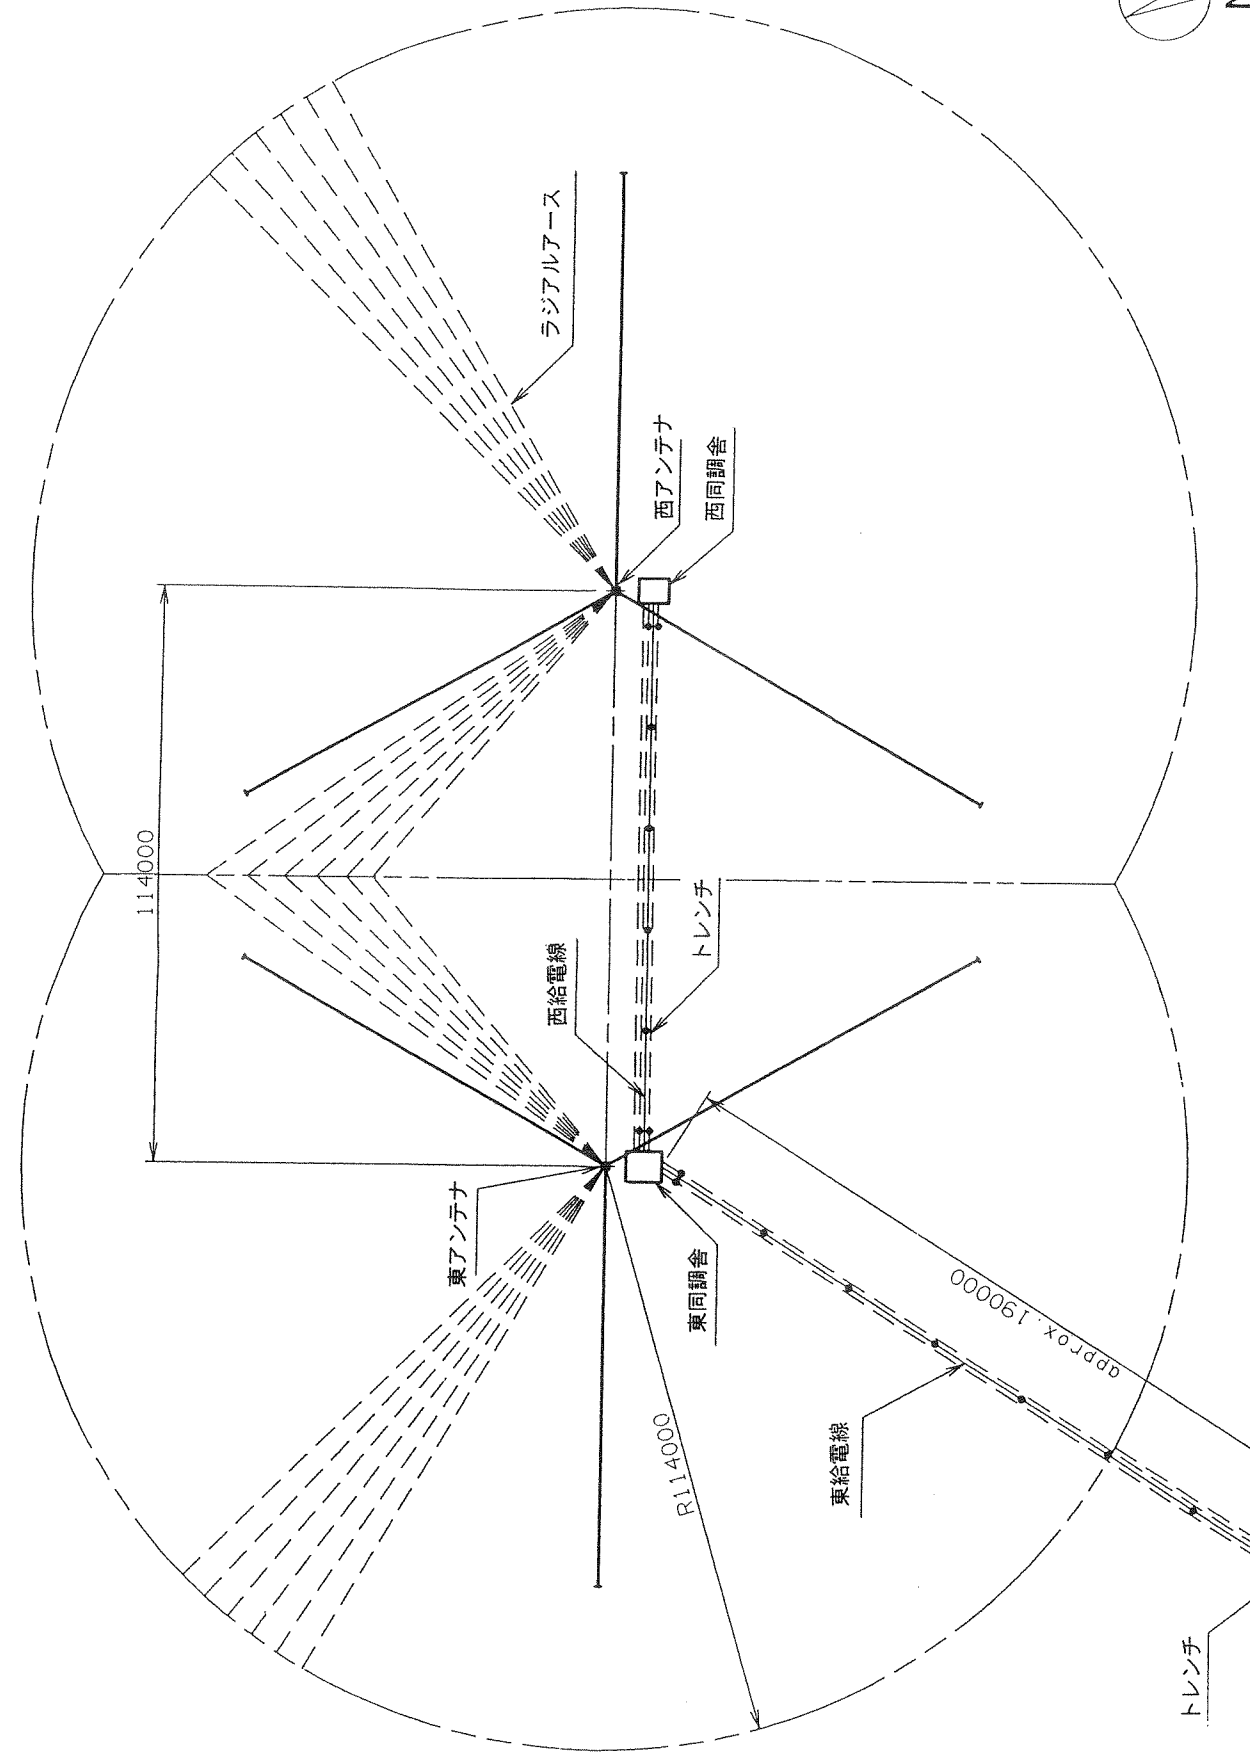 ラジアルアース
西アンテナ
西同調舎
114000
トレンチ
西給電線
東アンテナ
東同調舎
approx. 190000
東給電線
R114000
トレンチ